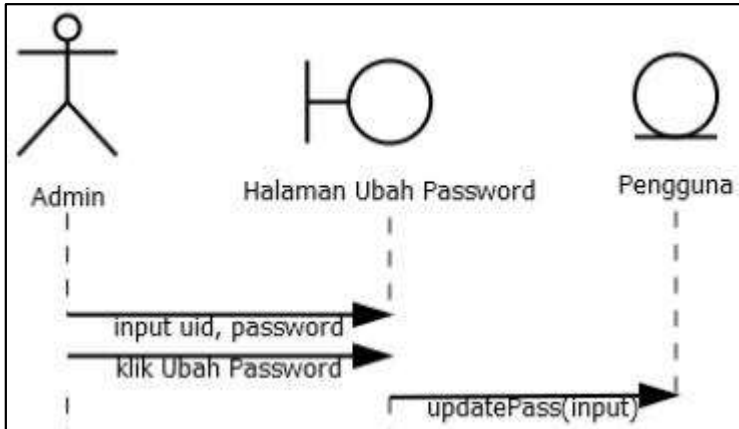 Admin
Halaman Ubah Password
Pengguna
input uid, password
klik Ubah Password
updatePass(input)